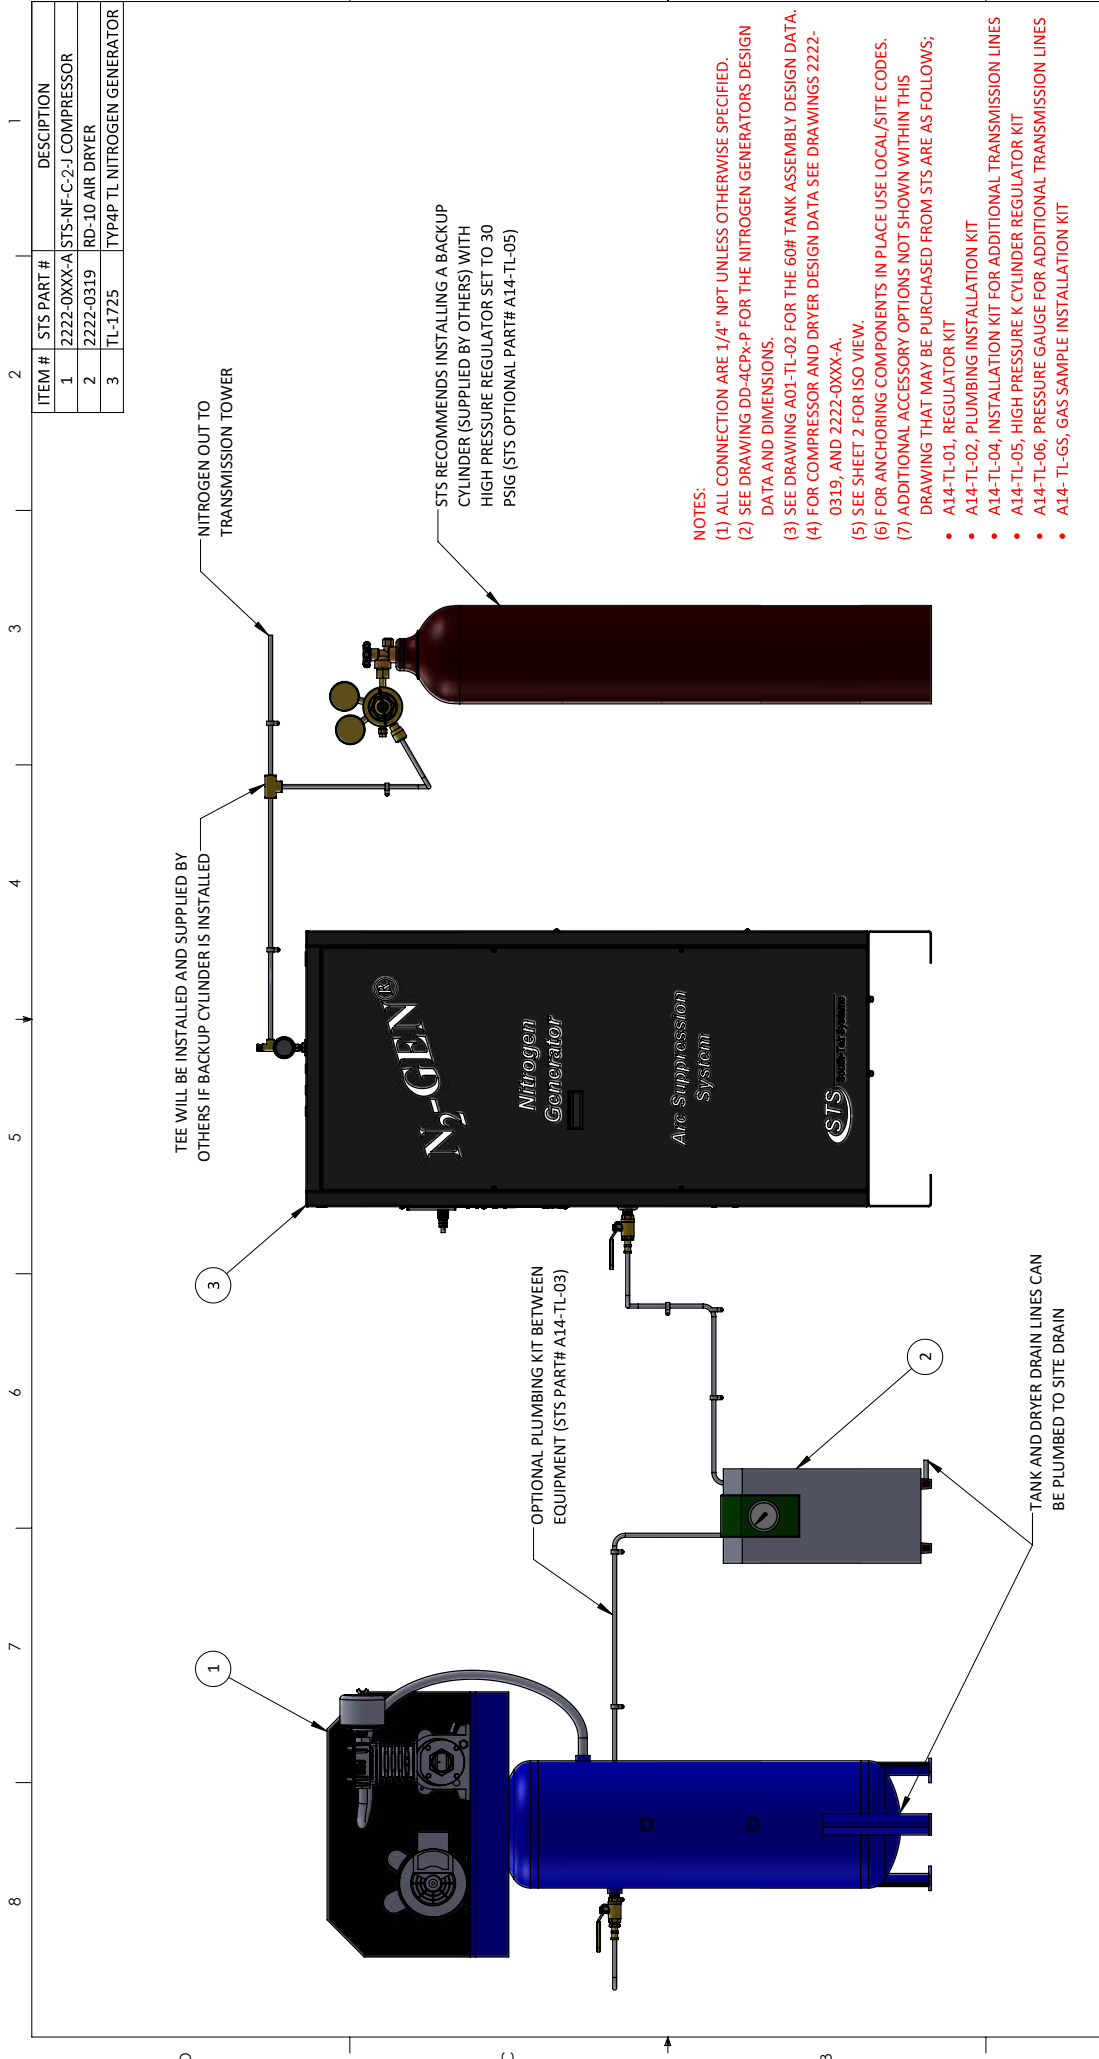 8
7
6
5
4
3
2
1
D
C
B
ITEM # STS PART # DESCIPTION
1 2222-0XXX-A STS-NF-C-2-J COMPRESSOR
2 2222-0319 RD-10 AIR DRYER
3 TL-1725 TYP4P TL NITROGEN GENERATOR
NITROGEN OUT TO
TRANSMISSION TOWER
TEE WILL BE INSTALLED AND SUPPLIED BY
OTHERS IF BACKUP CYLINDER IS INSTALLED
STS RECOMMENDS INSTALLING A BACKUP
CYLINDER (SUPPLIED BY OTHERS) WITH
HIGH PRESSURE REGULATOR SET TO 30
PSIG (STS OPTIONAL PART# A14-TL-05)
1
3
2
OPTIONAL PLUMBING KIT BETWEEN
EQUIPMENT (STS PART# A14-TL-03)
N2-GEN®
Nitrogen
Generator
Arc Suppression
System
STS South-Tek Systems
TANK AND DRYER DRAIN LINES CAN
BE PLUMBED TO SITE DRAIN
NOTES:
(1) ALL CONNECTION ARE 1/4" NPT UNLESS OTHERWISE SPECIFIED.
(2) SEE DRAWING DD-4CPx-P FOR THE NITROGEN GENERATORS DESIGN
DATA AND DIMENSIONS.
(3) SEE DRAWING A01-TL-02 FOR THE 60# TANK ASSEMBLY DESIGN DATA.
(4) FOR COMPRESSOR AND DRYER DESIGN DATA SEE DRAWINGS 2222-
0319, AND 2222-0XXX-A.
(5) SEE SHEET 2 FOR ISO VIEW.
(6) FOR ANCHORING COMPONENTS IN PLACE USE LOCAL/SITE CODES.
(7) ADDITIONAL ACCESSORY OPTIONS NOT SHOWN WITHIN THIS
DRAWING THAT MAY BE PURCHASED FROM STS ARE AS FOLLOWS;
• A14-TL-01, REGULATOR KIT
• A14-TL-02, PLUMBING INSTALLATION KIT
• A14-TL-04, INSTALLATION KIT FOR ADDITIONAL TRANSMISSION LINES
• A14-TL-05, HIGH PRESSURE K CYLINDER REGULATOR KIT
• A14-TL-06, PRESSURE GAUGE FOR ADDITIONAL TRANSMISSION LINES
• A14- TL-GS, GAS SAMPLE INSTALLATION KIT